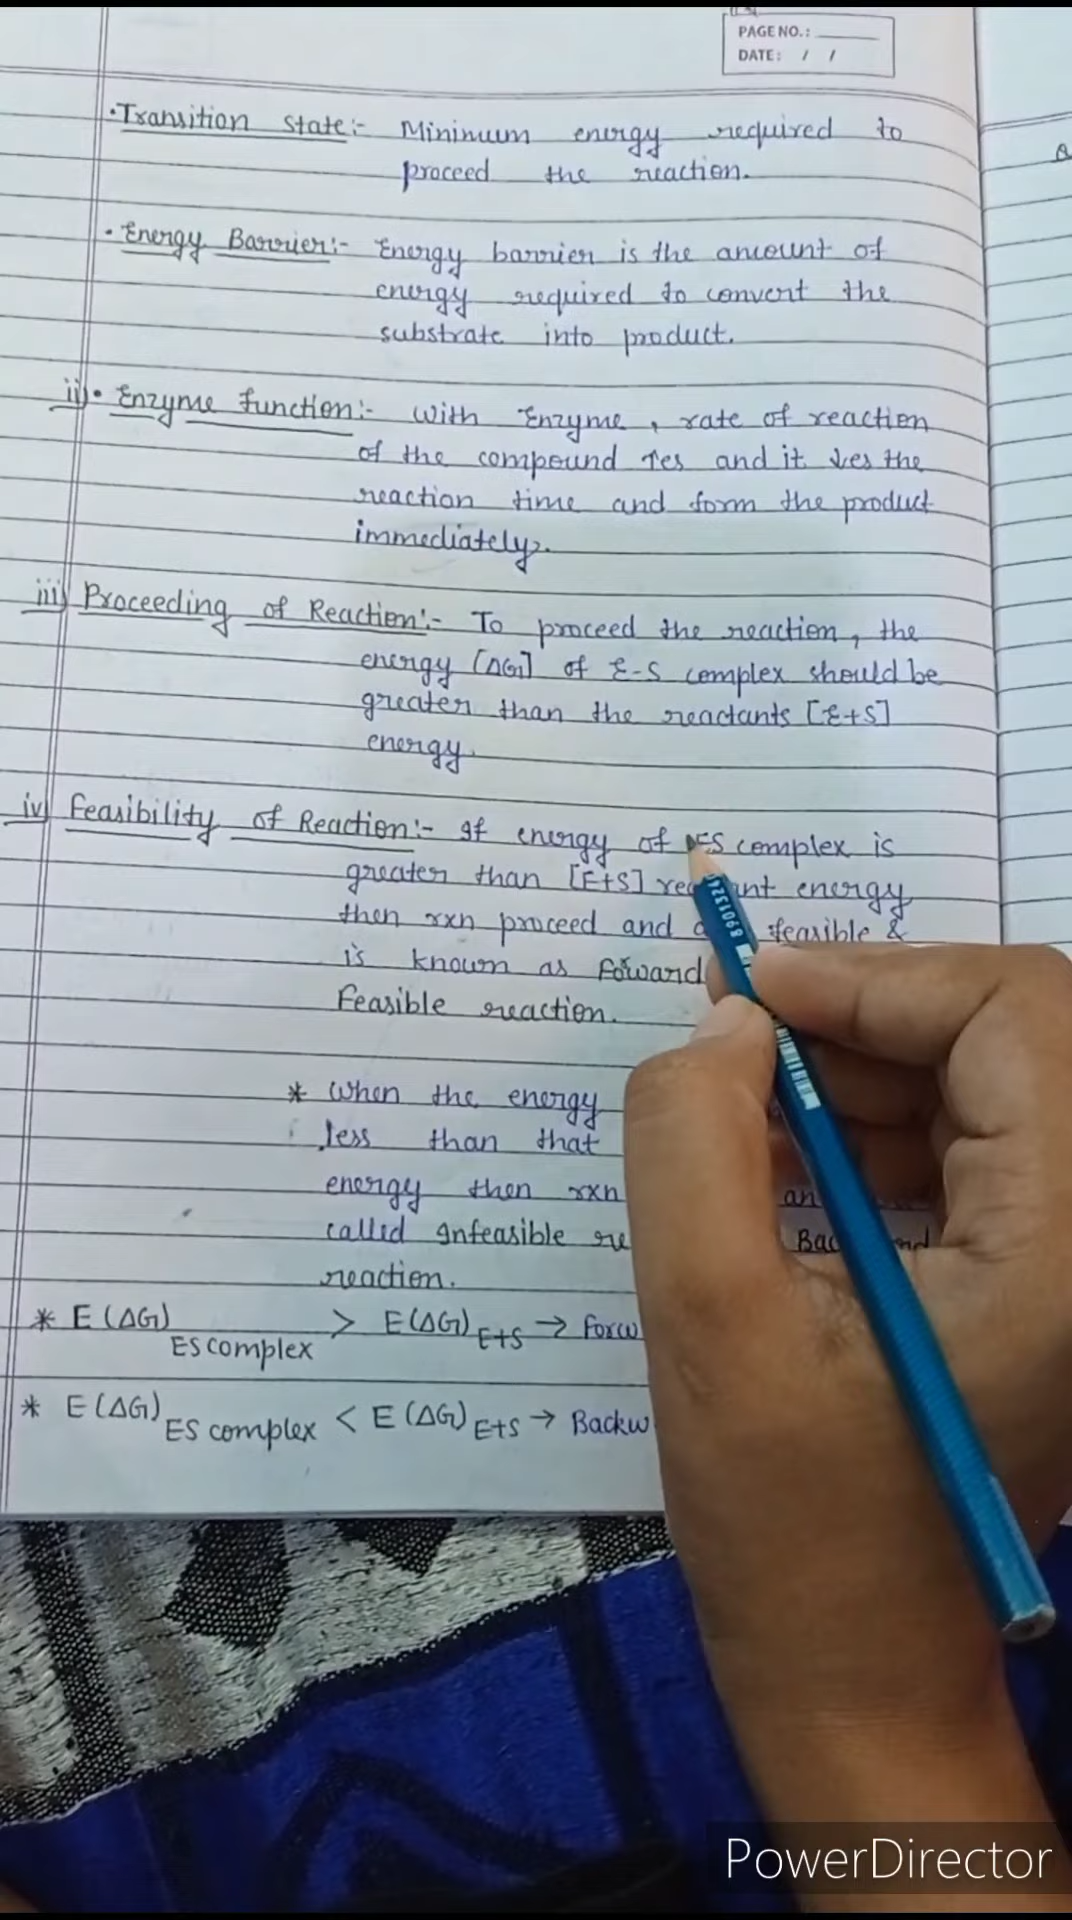 PAGE NO.:
DATE: / /
•Transition state:- Minimum energy required to
proceed the reaction.
• Energy Barrier:- Energy barrier is the amount of
energy required to convert the
substrate into product.
ii)• Enzyme function:- With Enzyme, rate of reaction
of the compound ↑es and it ↓es the
reaction time and form the product
immediately.
iii) Proceeding of Reaction:- To proceed the reaction, the
energy [ΔG] of E-S complex should be
greater than the reactants [E+S]
energy.
iv) Feasibility of Reaction:- If energy of ES complex is
greater than [E+S] energy
then rxn proceed and feasible &
is known as Foward
Feasible reaction.
* When the energy
less than that
energy then rxn
called Infeasible
reaction.
* E(ΔG) ES complex > E(ΔG) E+S → Forw
* E(ΔG) ES complex < E(ΔG) E+S → Backw
PowerDirector